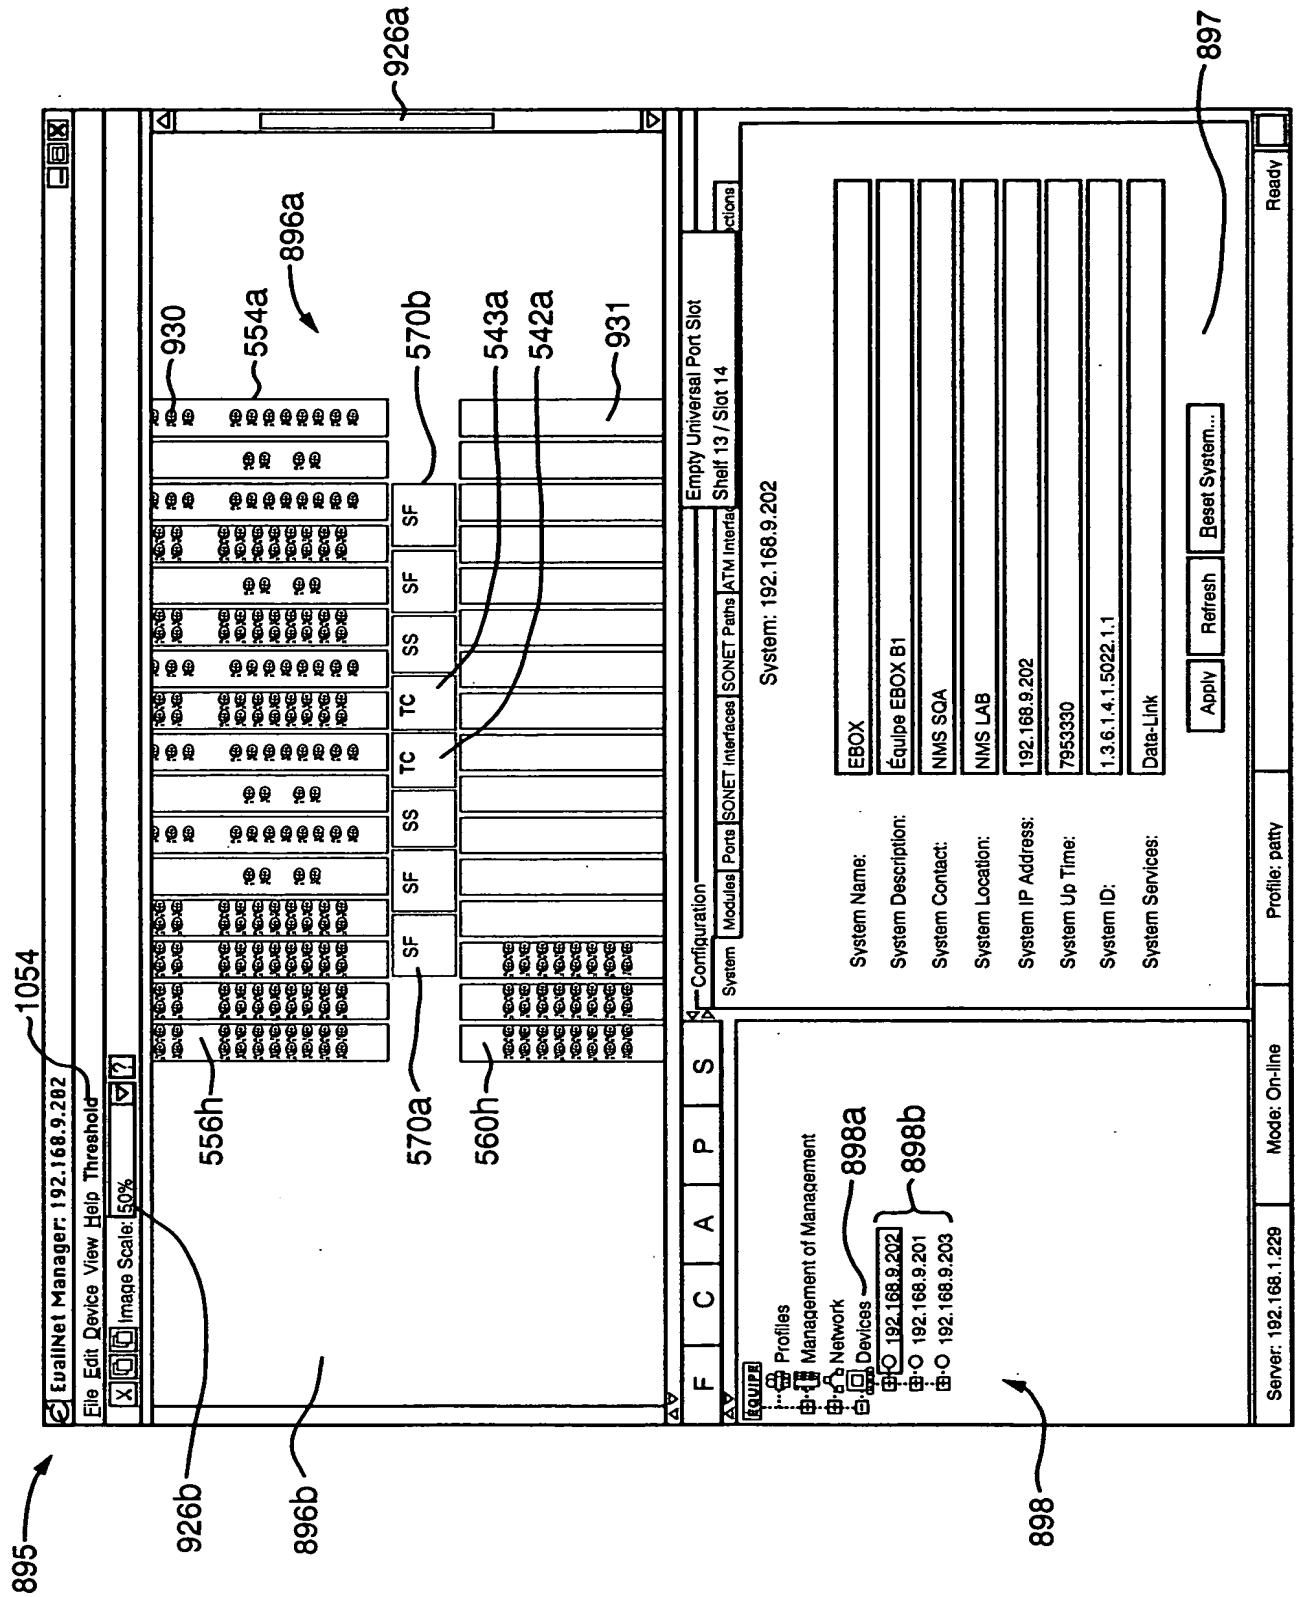 895
1054
EvailNet Manager: 192.168.9.202
File Edit Device View Help Threshold
X Image Scale: 50% ?
926b
896b
556h
930
554a
896a
926a
570a
SF SF SS TC TC SS SF SF
570b
543a
542a
560h
931
F C A P S
Configuration
Empty Universal Port Slot
Shelf 13 / Slot 14
System Modules Ports SONET Interfaces SONET Paths ATM Interfac ctions
System: 192.168.9.202
EQUIPE
Profiles
Management of Management
Network
Devices
192.168.9.202
192.168.9.201
192.168.9.203
898a
898b
898
System Name: EBOX
System Description: Équipe EBOX B1
System Contact: NMS SQA
System Location: NMS LAB
System IP Address: 192.168.9.202
System Up Time: 7953330
System ID: 1.3.6.1.4.1.5022.1.1
System Services: Data-Link
Apply Refresh Reset System...
897
Server: 192.168.1.229 Mode: On-line Profile: patty Ready